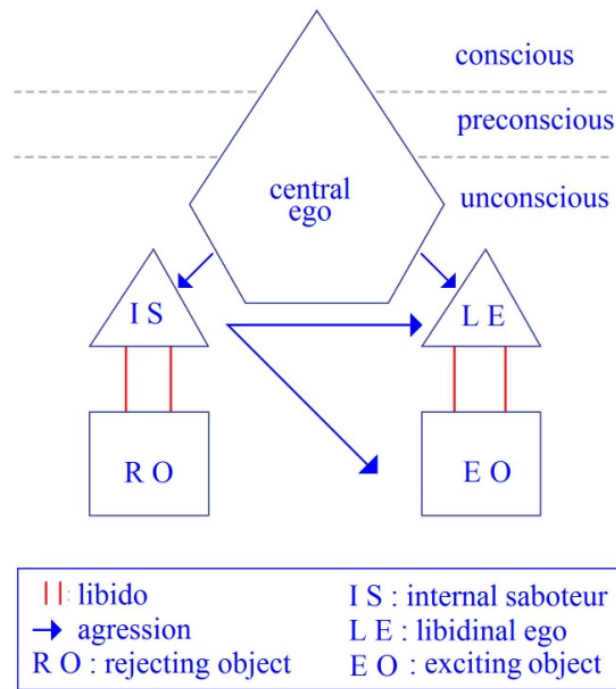 conscious
preconscious
central
ego
unconscious
I S
L E
R O
E O
: libido
I S : internal saboteur
agression
L E : libidinal ego
R O : rejecting object
E O : exciting object